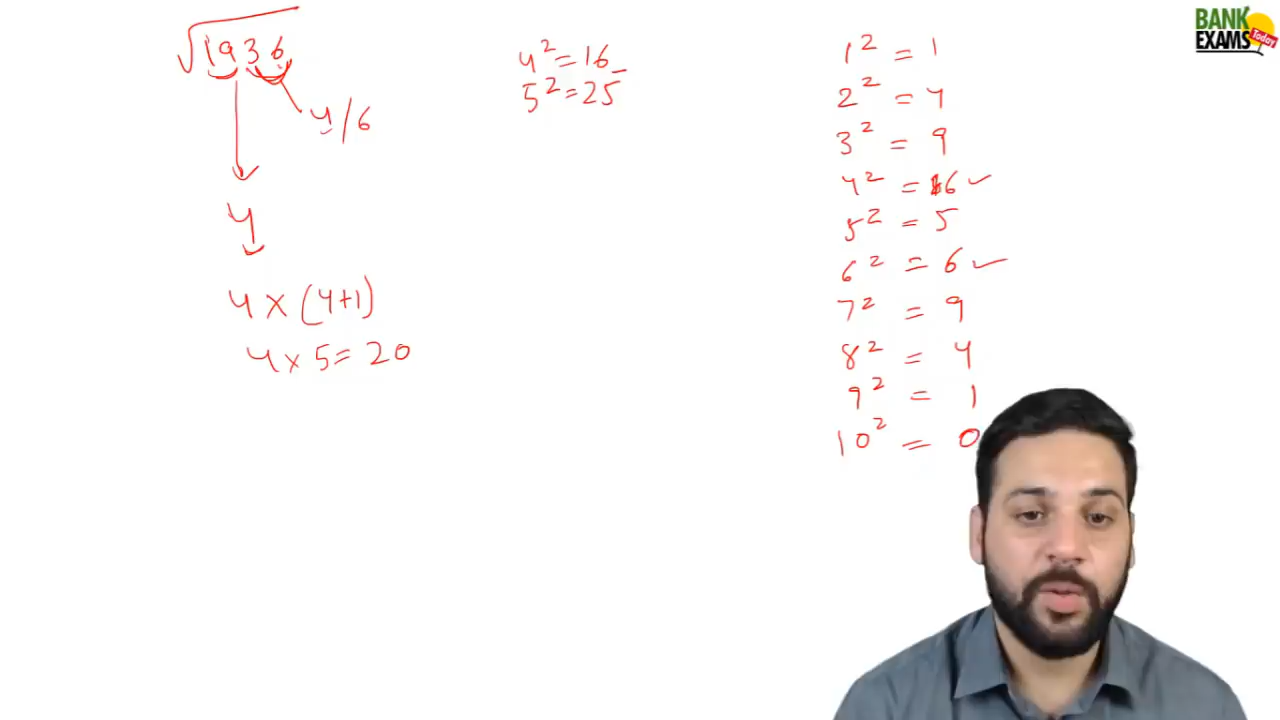 √1936
4/6
4
4 × (4+1)
4 × 5 = 20
4² = 16
5² = 25
1² = 1
2² = 4
3² = 9
4² = 16 ✓
5² = 5
6² = 6 ✓
7² = 9
8² = 4
9² = 1
10² = 0
BANK
EXAMS Today